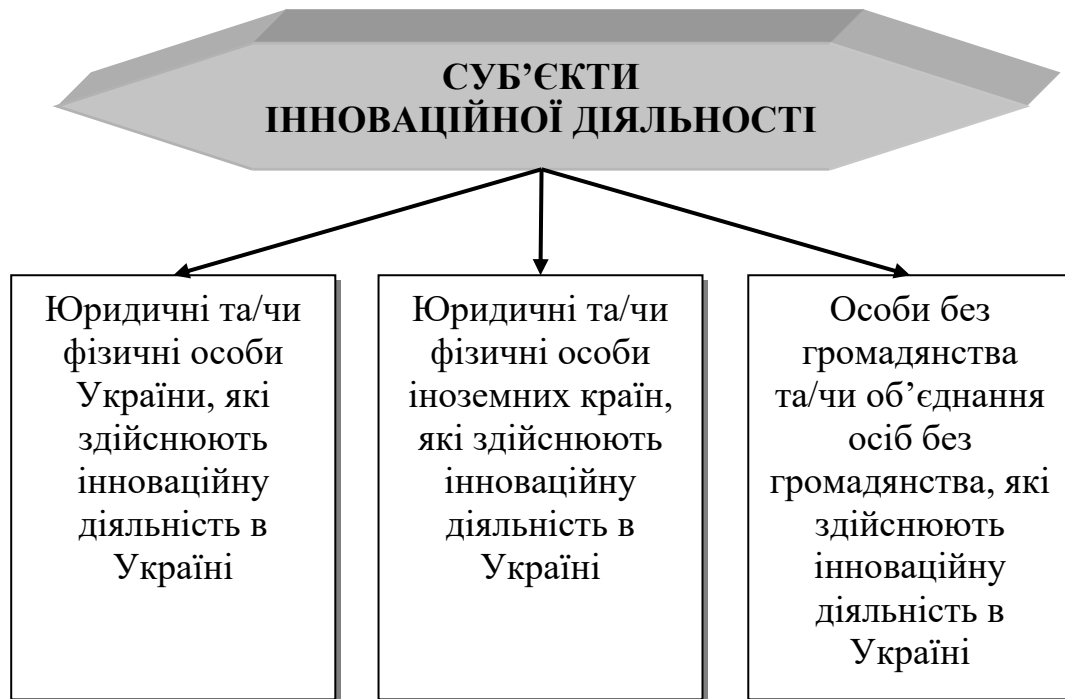 СУБ’ЄКТИ
ІННОВАЦІЙНОЇ ДІЯЛЬНОСТІ
Юридичні та/чи
фізичні особи
України, які
здійснюють
інноваційну
діяльність в
Україні
Юридичні та/чи
фізичні особи
іноземних країн,
які здійснюють
інноваційну
діяльність в
Україні
Особи без
громадянства
та/чи об’єднання
осіб без
громадянства, які
здійснюють
інноваційну
діяльність в
Україні